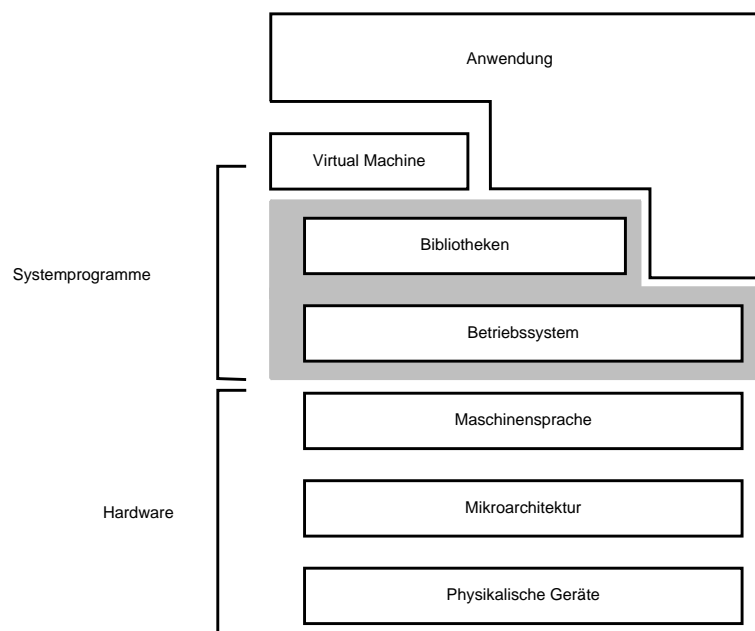 Anwendung
Virtual Machine
Bibliotheken
Systemprogramme
Betriebssystem
Maschinensprache
Mikroarchitektur
Hardware
Physikalische Geräte